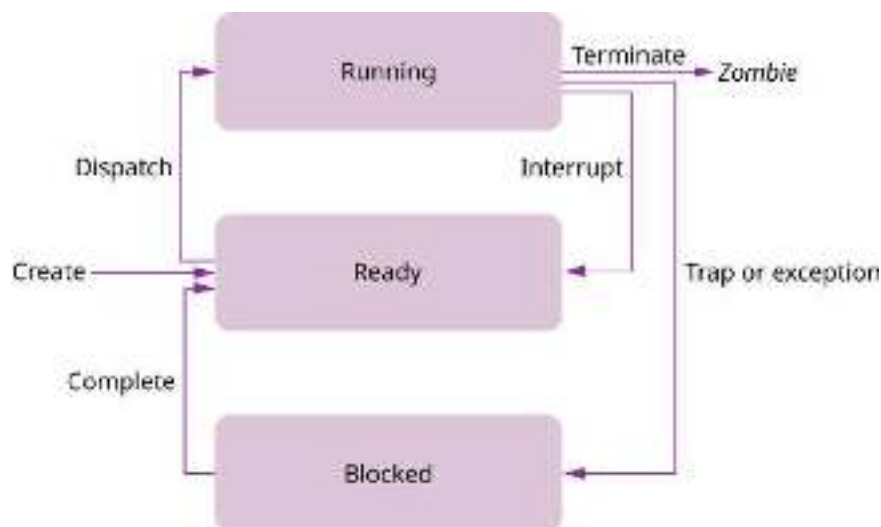 Running
Terminate
Zombie
Dispatch
Interrupt
Create
Ready
Trap or exception
Complete
Blocked